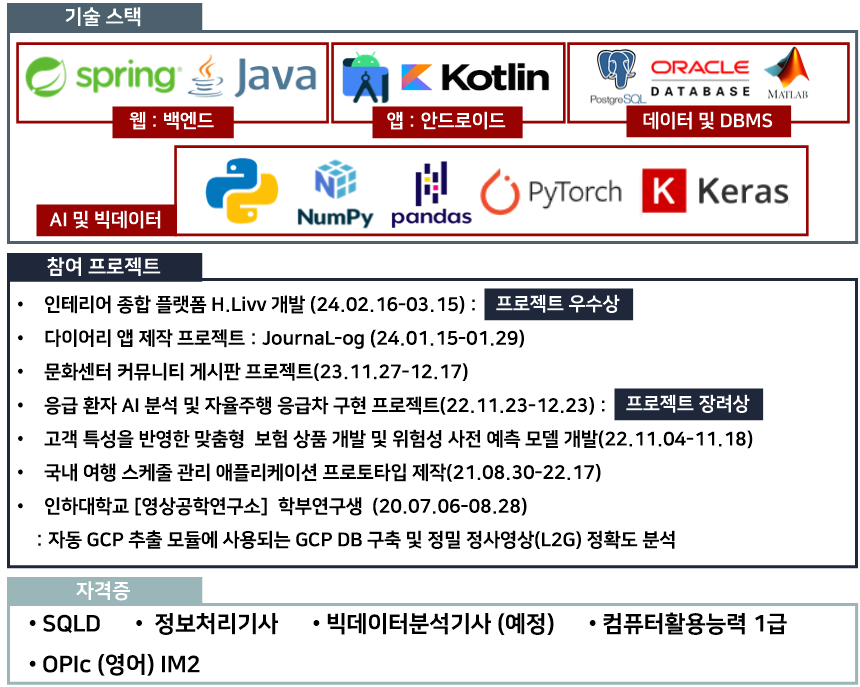 기술 스택
spring Java Kotlin PostgreSQL ORACLE DATABASE MATLAB
웹 : 백엔드 앱 : 안드로이드 데이터 및 DBMS
NumPy pandas PyTorch K Keras
AI 및 빅데이터
참여 프로젝트
• 인테리어 종합 플랫폼 H.Livv 개발 (24.02.16-03.15) : 프로젝트 우수상
• 다이어리 앱 제작 프로젝트 : JournaL-og (24.01.15-01.29)
• 문화센터 커뮤니티 게시판 프로젝트(23.11.27-12.17)
• 응급 환자 AI 분석 및 자율주행 응급차 구현 프로젝트(22.11.23-12.23) : 프로젝트 장려상
• 고객 특성을 반영한 맞춤형 보험 상품 개발 및 위험성 사전 예측 모델 개발(22.11.04-11.18)
• 국내 여행 스케줄 관리 애플리케이션 프로토타입 제작(21.08.30-22.17)
• 인하대학교 [영상공학연구소] 학부연구생 (20.07.06-08.28)
: 자동 GCP 추출 모듈에 사용되는 GCP DB 구축 및 정밀 정사영상(L2G) 정확도 분석
자격증
• SQLD • 정보처리기사 • 빅데이터분석기사 (예정) • 컴퓨터활용능력 1급
• OPIc (영어) IM2